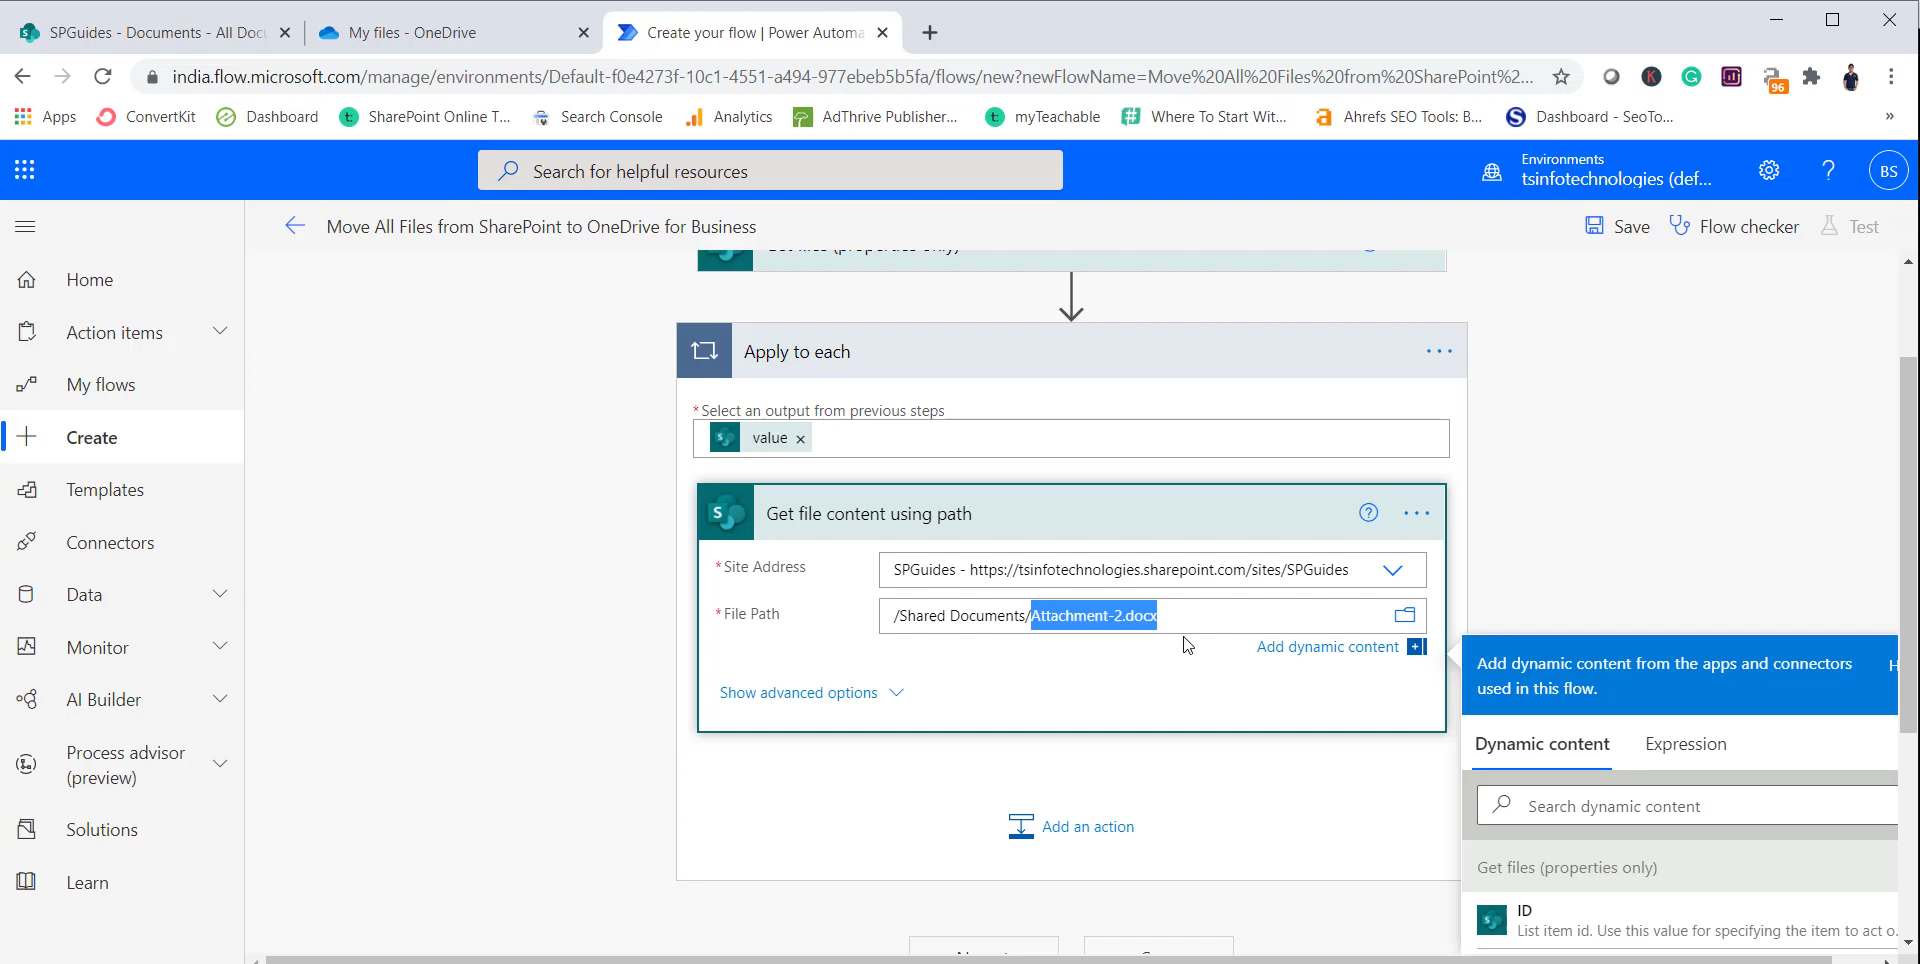 SPGuides - Documents - All Docu
My files - OneDrive
Create your flow | Power Automa
india.flow.microsoft.com/manage/environments/Default-f0e4273f-10c1-4551-a494-977ebeb5b5fa/flows/new?newFlowName=Move%20All%20Files%20from%20SharePoint%2...
K
G
96
Apps
ConvertKit
Dashboard
SharePoint Online T...
Search Console
Analytics
AdThrive Publisher...
myTeachable
Where To Start Wit...
Ahrefs SEO Tools: B...
Dashboard - SeoTo...
»
Search for helpful resources
Environments
tsinfotechnologies (def...
?
BS
Move All Files from SharePoint to OneDrive for Business
Save
Flow checker
Test
Home
Action items
My flows
Create
Templates
Connectors
Data
Monitor
AI Builder
Process advisor
(preview)
Solutions
Learn
Get files (properties only)
Apply to each
* Select an output from previous steps
value ×
Get file content using path
* Site Address
SPGuides - https://tsinfotechnologies.sharepoint.com/sites/SPGuides
* File Path
/Shared Documents/Attachment-2.docx
Add dynamic content
Show advanced options
Add an action
Add dynamic content from the apps and connectors
used in this flow.
H
Dynamic content
Expression
Search dynamic content
Get files (properties only)
ID
List item id. Use this value for specifying the item to act o.